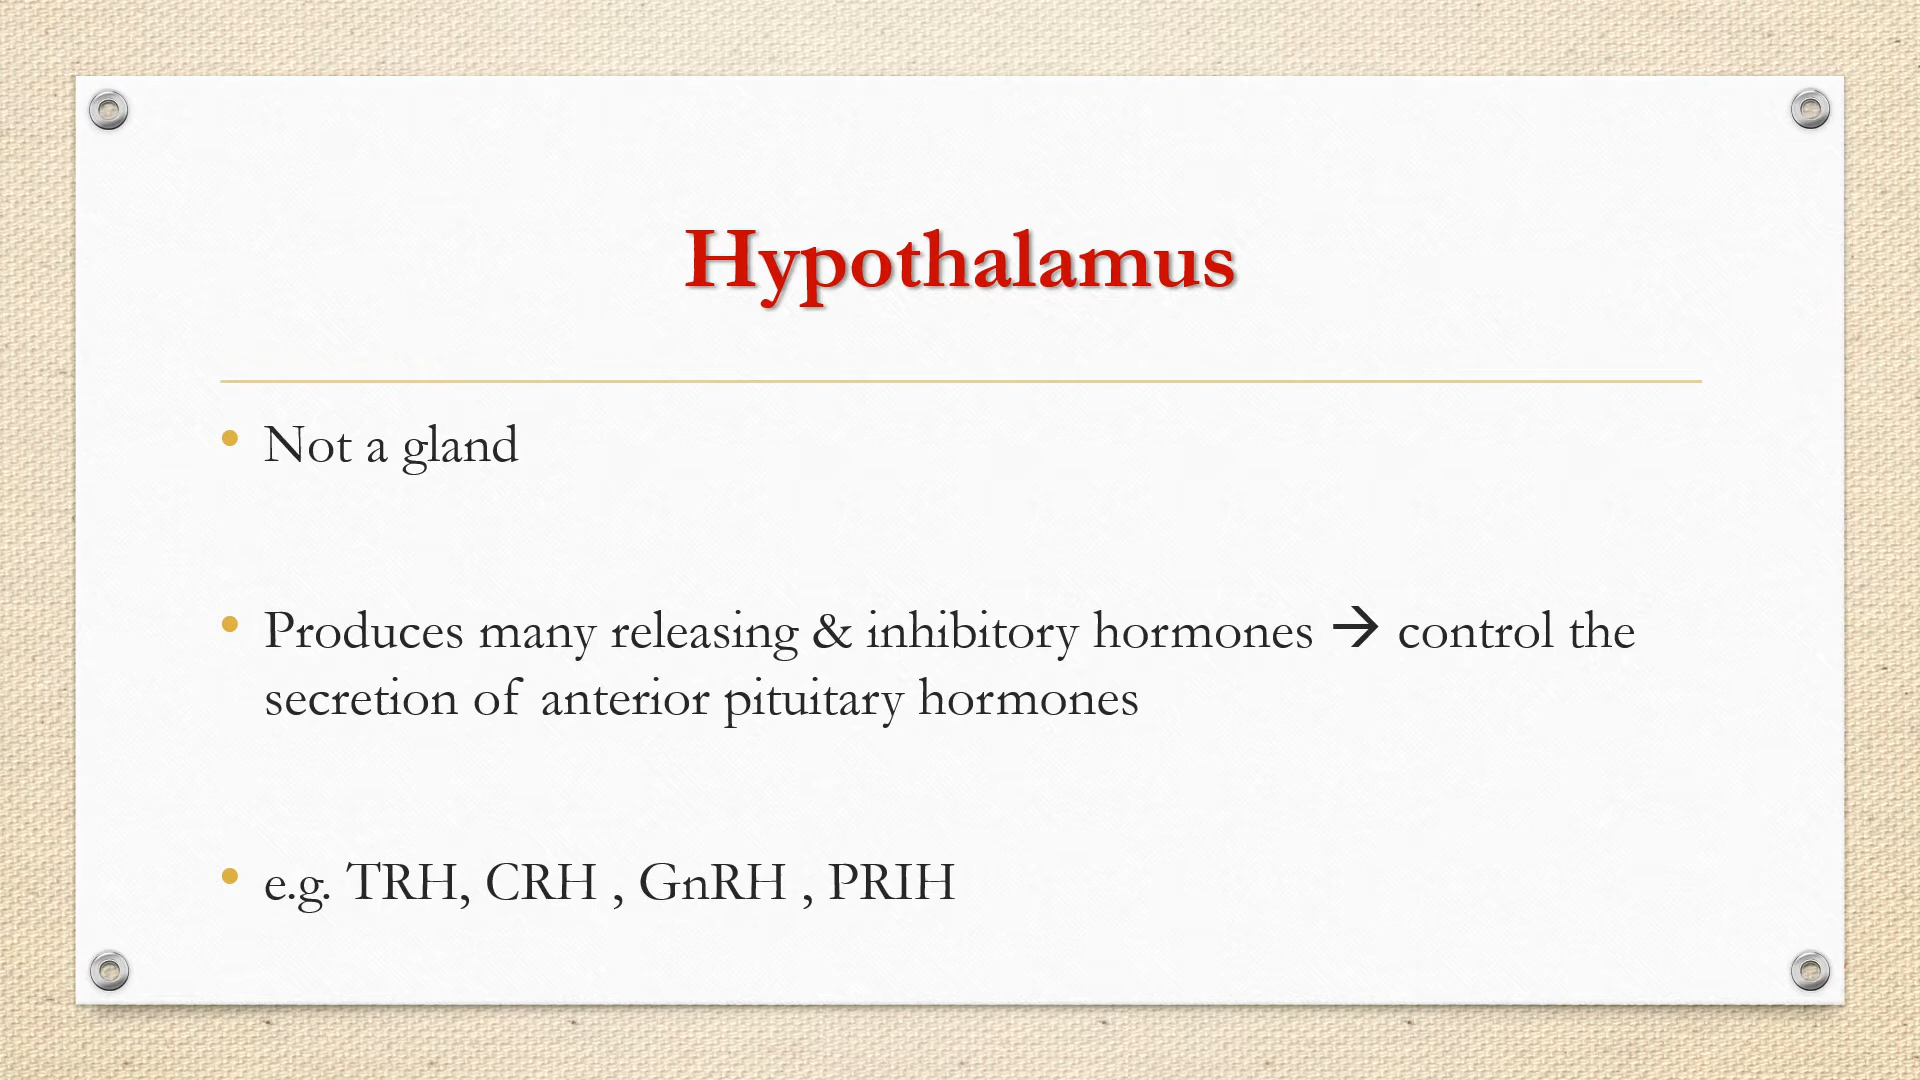 Hypothalamus
• Not a gland
• Produces many releasing & inhibitory hormones → control the
secretion of anterior pituitary hormones
• e.g. TRH, CRH , GnRH , PRIH